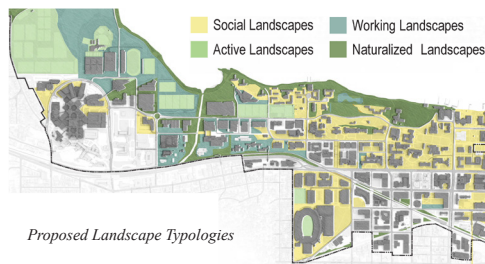 Social Landscapes
Working Landscapes
Active Landscapes
Naturalized Landscapes
Proposed Landscape Typologies